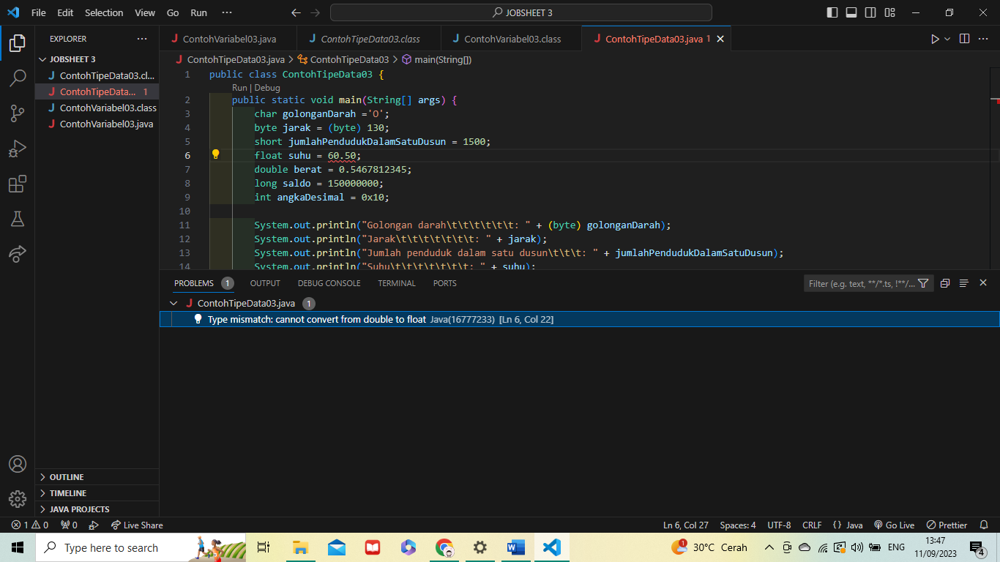 File Edit Selection View Go Run ···
JOBSHEET 3
EXPLORER ···
JOBSHEET 3
ContohTipeData03.cl...
ContohTipeData... 1
ContohVariabel03.class
ContohVariabel03.java
OUTLINE
TIMELINE
JAVA PROJECTS
ContohVariabel03.java
ContohTipeData03.class
ContohVariabel03.class
ContohTipeData03.java 1
ContohTipeData03.java > ContohTipeData03 > main(String[])
1 public class ContohTipeData03 {
Run | Debug
2 public static void main(String[] args) {
3 char golonganDarah ='O';
4 byte jarak = (byte) 130;
5 short jumlahPendudukDalamSatuDusun = 1500;
6 float suhu = 60.50;
7 double berat = 0.5467812345;
8 long saldo = 150000000;
9 int angkaDesimal = 0x10;
10
11 System.out.println("Golongan darah\t\t\t\t\t\t: " + (byte) golonganDarah);
12 System.out.println("Jarak\t\t\t\t\t\t\t: " + jarak);
13 System.out.println("Jumlah penduduk dalam satu dusun\t\t\t: " + jumlahPendudukDalamSatuDusun);
14 System.out.println("Suhu\t\t\t\t\t\t\t: " + suhu);
PROBLEMS 1 OUTPUT DEBUG CONSOLE TERMINAL PORTS
Filter (e.g. text, **/*.ts, !**/...
ContohTipeData03.java 1
Type mismatch: cannot convert from double to float Java(16777233) [Ln 6, Col 22]
1 0 0 Live Share
Ln 6, Col 27 Spaces: 4 UTF-8 CRLF {} Java Go Live Prettier
Type here to search
1 30°C Cerah ENG
13:47
11/09/2023
4